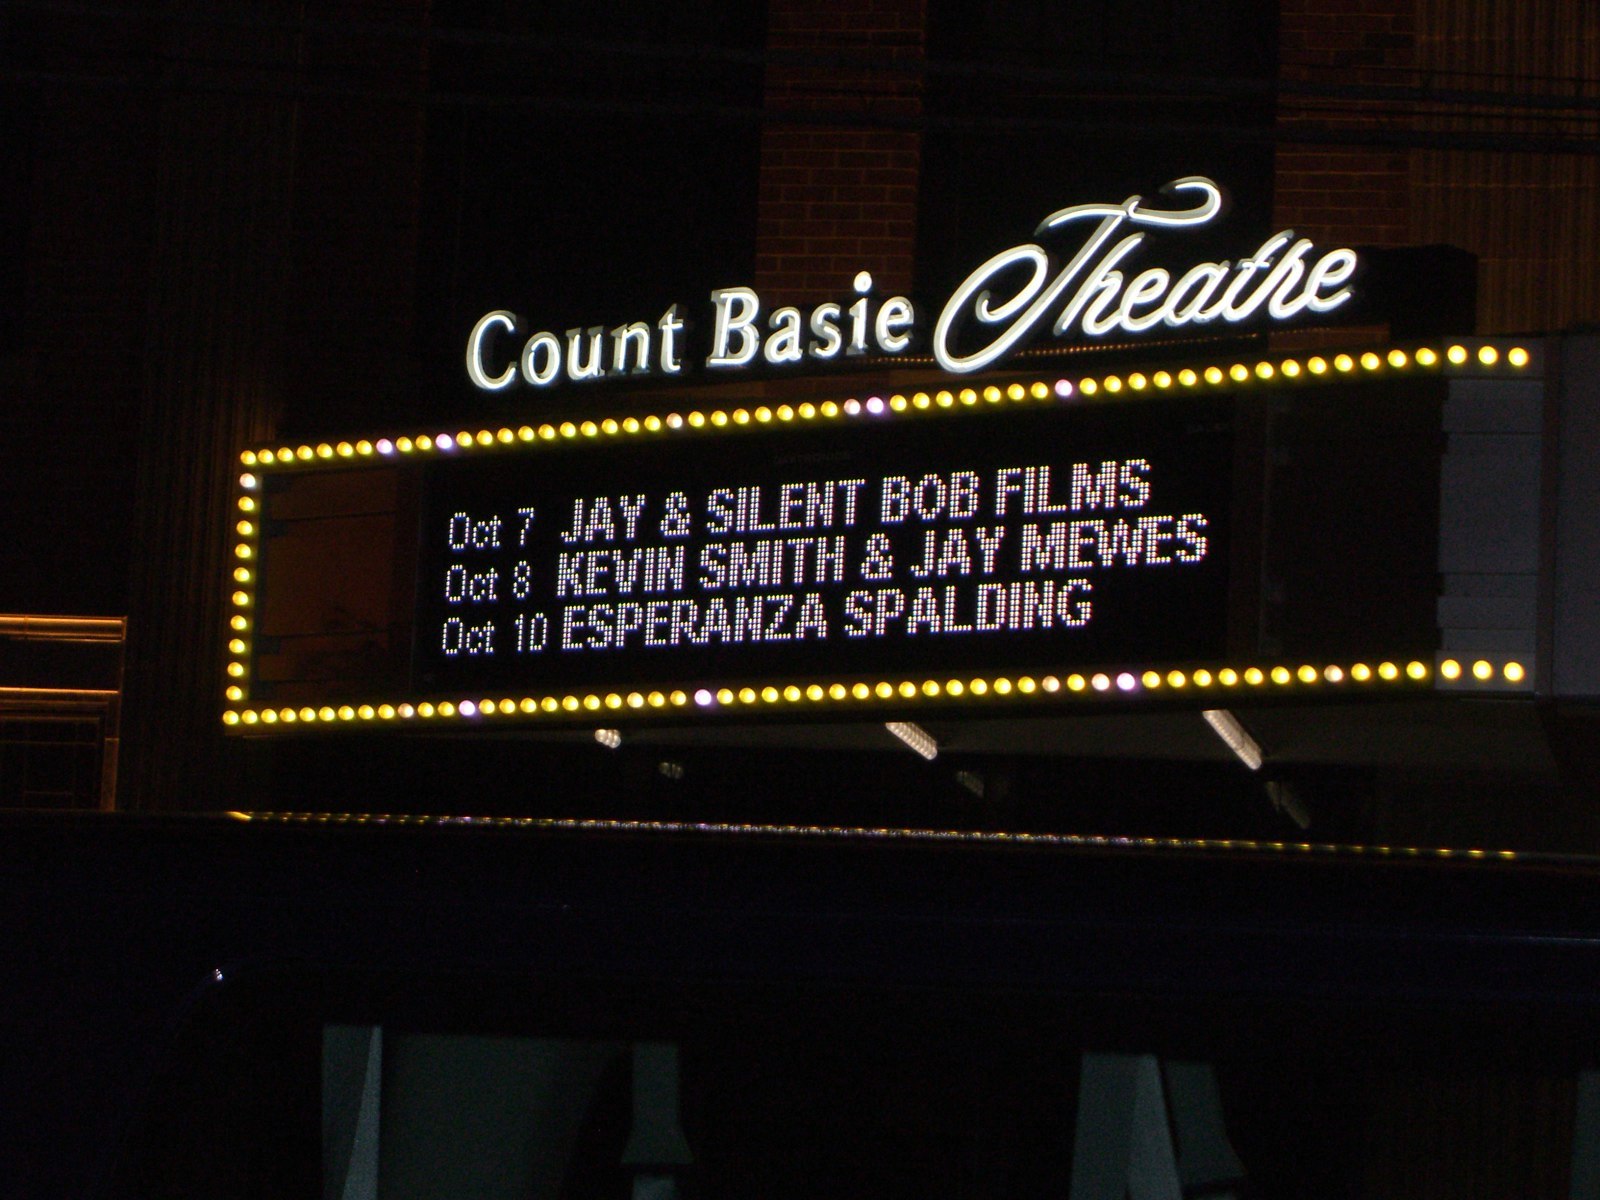 Count Basie Theatre
Oct 7 JAY & SILENT BOB FILMS
Oct 8 KEVIN SMITH & JAY MEWES
Oct 10 ESPERANZA SPALDING